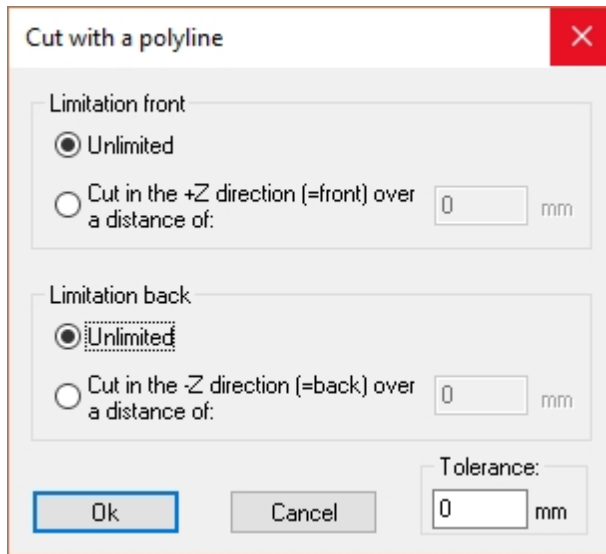 Cut with a polyline
Limitation front
Unlimited
Cut in the +Z direction (=front) over
a distance of:
0 mm
Limitation back
Unlimited
Cut in the -Z direction (=back) over
a distance of:
0 mm
Tolerance:
Ok Cancel 0 mm